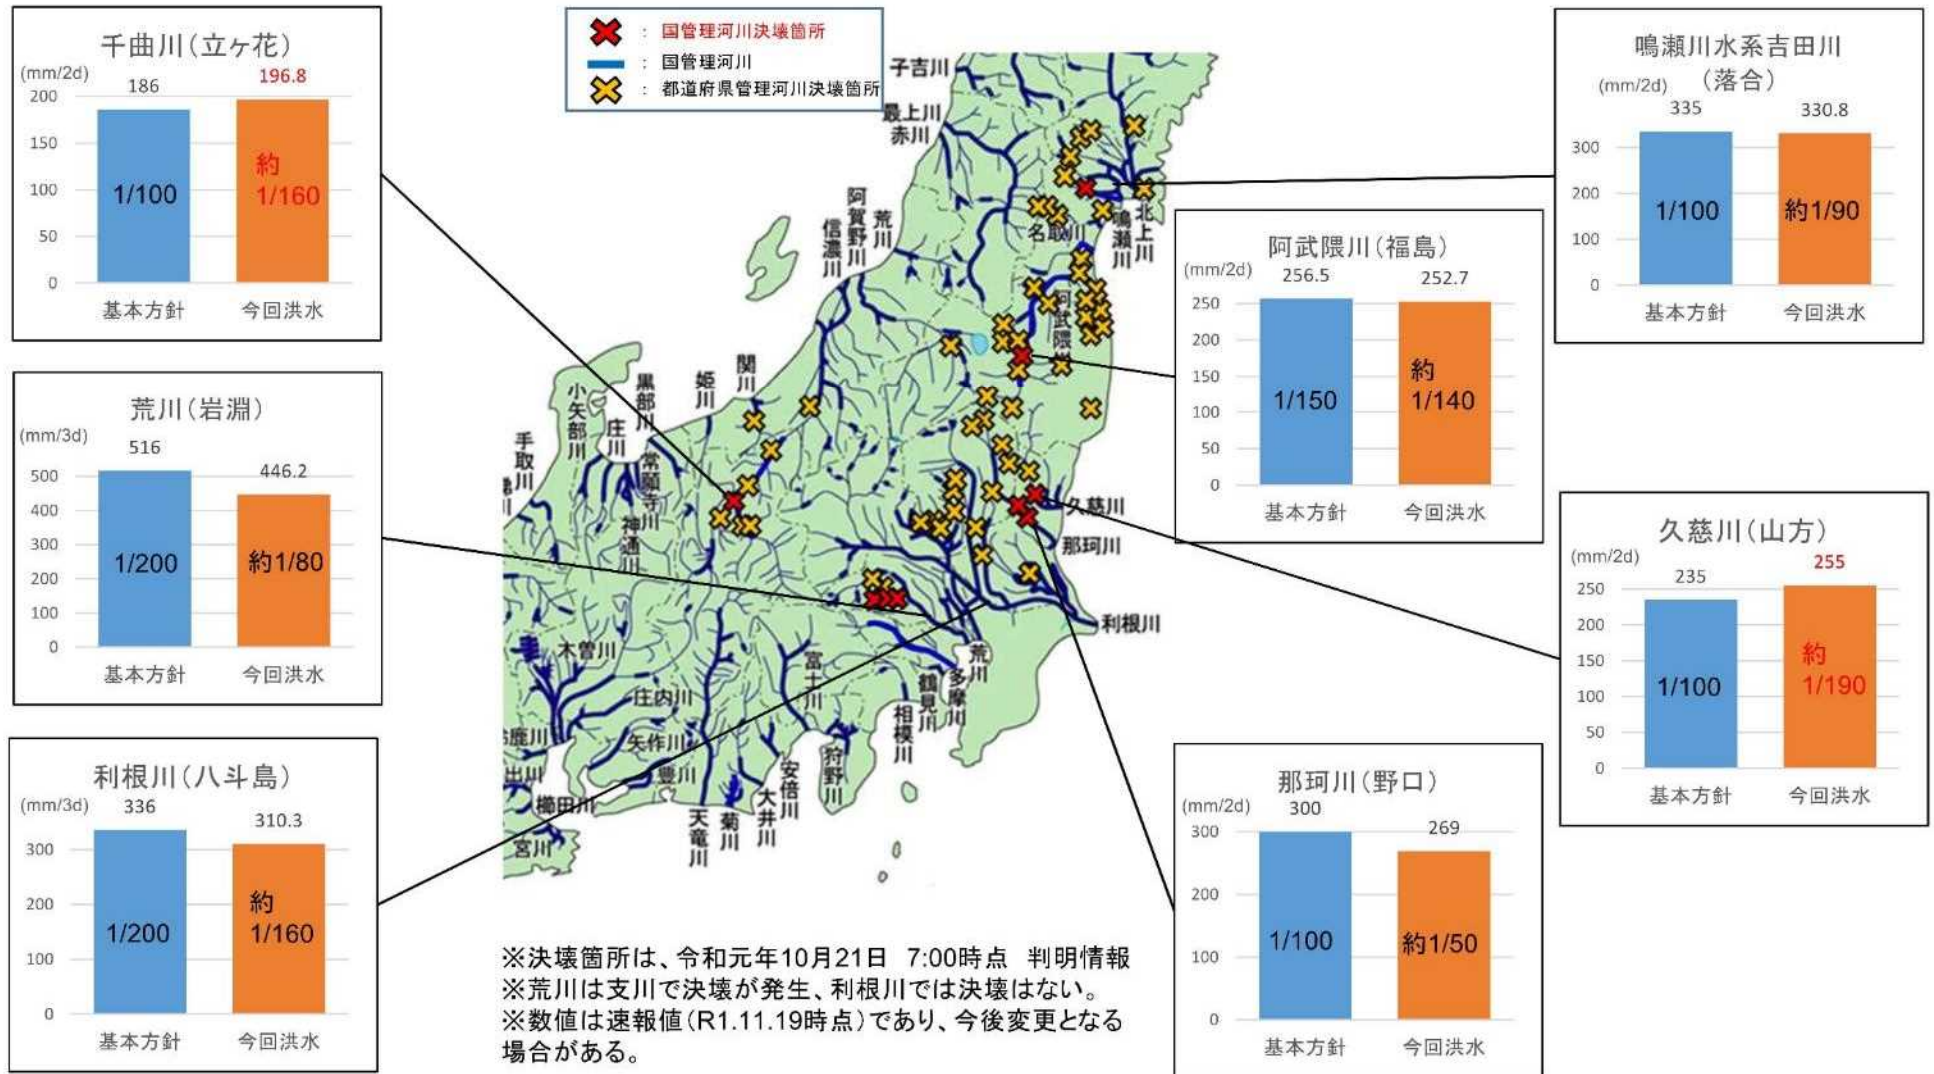 千曲川(立ヶ花)
(mm/2d)
186
196.8
200
150
100
50
0
1/100
約
1/160
基本方針
今回洪水
荒川(岩淵)
(mm/3d)
516
446.2
500
400
300
200
100
0
1/200
約1/80
基本方針
今回洪水
利根川(八斗島)
(mm/3d)
336
310.3
300
200
100
0
1/200
約
1/160
基本方針
今回洪水
: 国管理河川決壊箇所
: 国管理河川
: 都道府県管理河川決壊箇所
子吉川
最上川
赤川
荒川
阿賀野川
信濃川
北上川
鳴瀬川
名取川
阿武隈川
関川
姫川
黒部川
常願寺川
神通川
庄川
小矢部川
手取川
久慈川
那珂川
利根川
荒川
多摩川
鶴見川
相模川
富士川
狩野川
安倍川
大井川
菊川
天竜川
豊川
矢作川
庄内川
木曽川
鹿川
出川
櫛田川
宮川
※決壊箇所は、令和元年10月21日 7:00時点 判明情報
※荒川は支川で決壊が発生、利根川では決壊はない。
※数値は速報値(R1.11.19時点)であり、今後変更となる
場合がある。
鳴瀬川水系吉田川
(落合)
(mm/2d)
335
330.8
300
200
100
0
1/100
約1/90
基本方針
今回洪水
阿武隈川(福島)
(mm/2d)
256.5
252.7
250
200
150
100
50
0
1/150
約
1/140
基本方針
今回洪水
久慈川(山方)
(mm/2d)
235
255
250
200
150
100
50
0
1/100
約
1/190
基本方針
今回洪水
那珂川(野口)
(mm/2d)
300
269
300
200
100
0
1/100
約1/50
基本方針
今回洪水